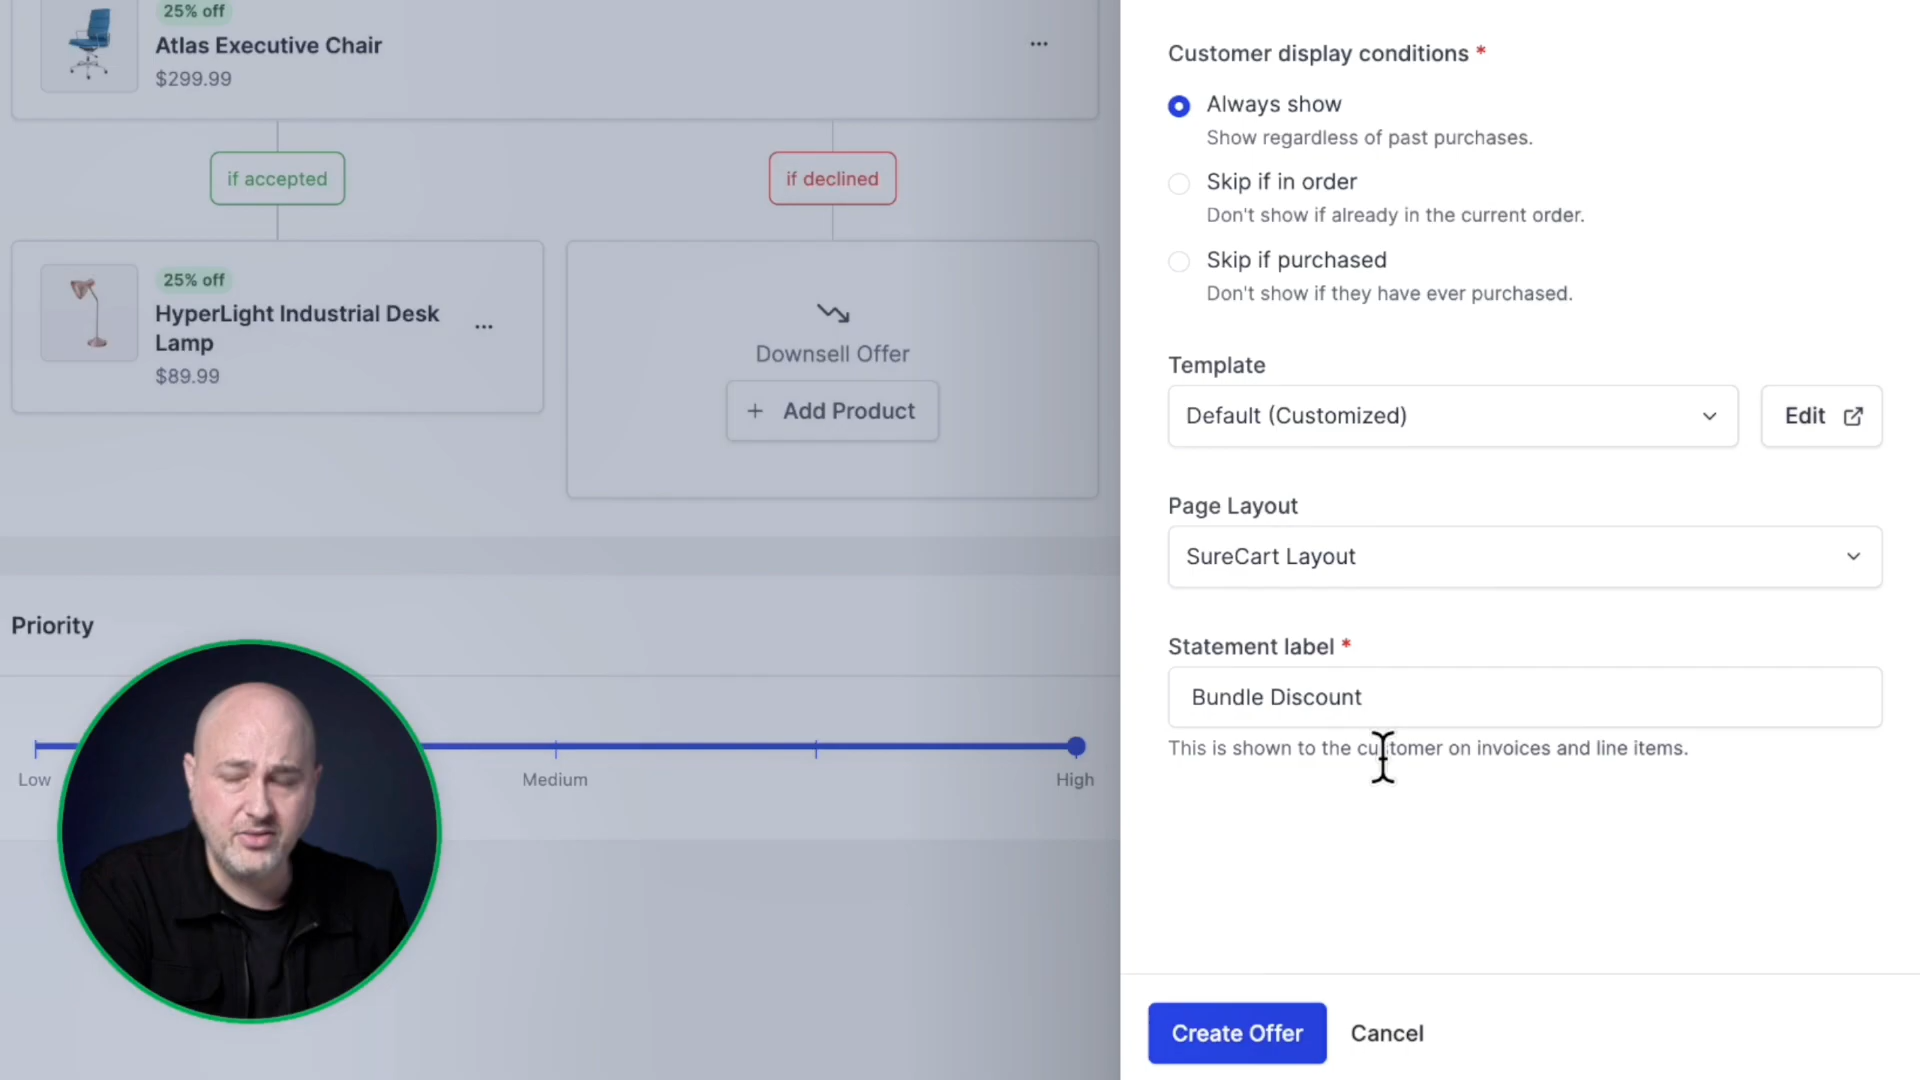 25% off
Atlas Executive Chair
$299.99
if accepted
if declined
25% off
HyperLight Industrial Desk
Lamp
$89.99
Downsell Offer
+ Add Product
Priority
Low
Medium
High
Customer display conditions *
Always show
Show regardless of past purchases.
Skip if in order
Don't show if already in the current order.
Skip if purchased
Don't show if they have ever purchased.
Template
Default (Customized)
Edit
Page Layout
SureCart Layout
Statement label *
Bundle Discount
This is shown to the customer on invoices and line items.
Create Offer
Cancel